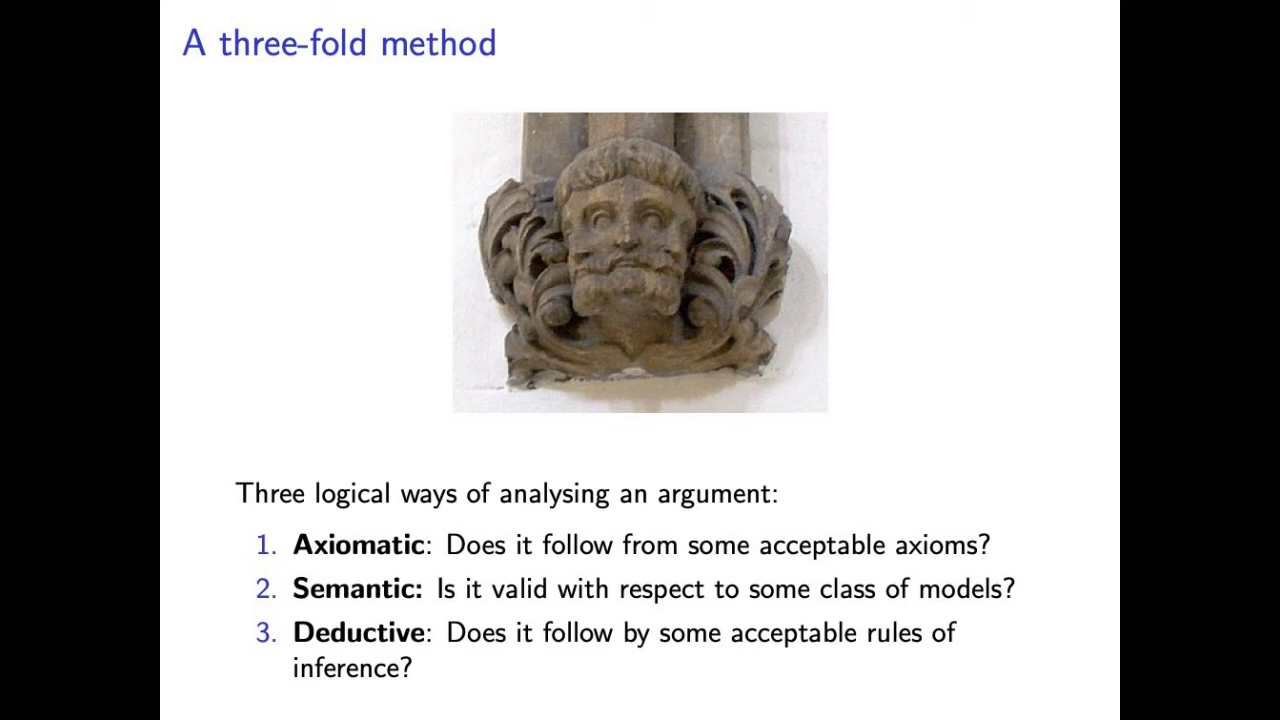 A three-fold method
Three logical ways of analysing an argument:
1. Axiomatic: Does it follow from some acceptable axioms?
2. Semantic: Is it valid with respect to some class of models?
3. Deductive: Does it follow by some acceptable rules of
inference?